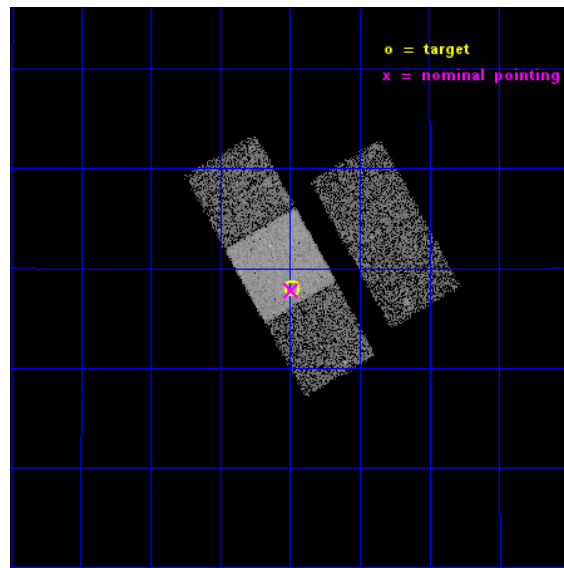 o = target
x = nominal pointing